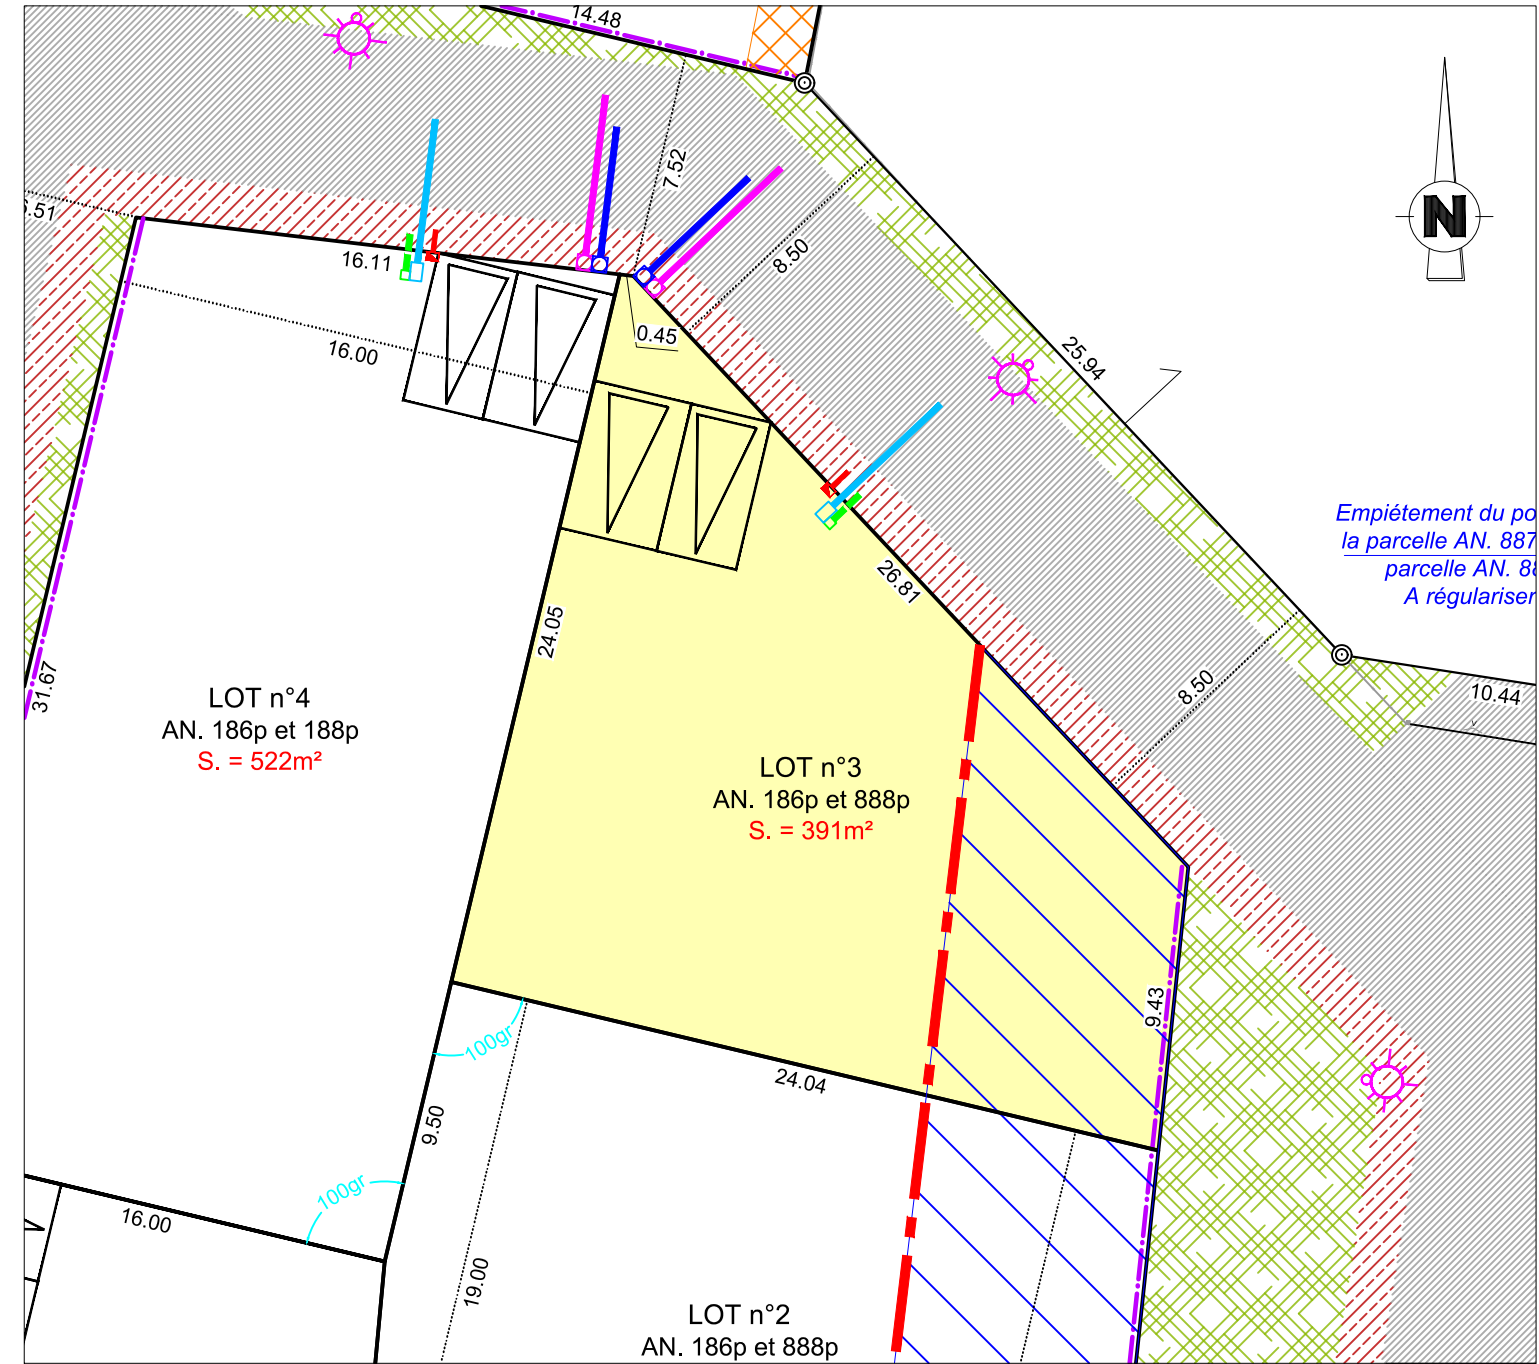 14.48
7.52
.51
16.11
8.50
N
0.45
16.00
25.94
Empiétement du po
la parcelle AN. 887
parcelle AN. 88
A régulariser
26.81
24.05
31.67
LOT n°4
AN. 186p et 188p
S. = 522m²
8.50
10.44
v
LOT n°3
AN. 186p et 888p
S. = 391m²
9.43
100gr
24.04
9.50
100gr
16.00
19.00
LOT n°2
AN. 186p et 888p